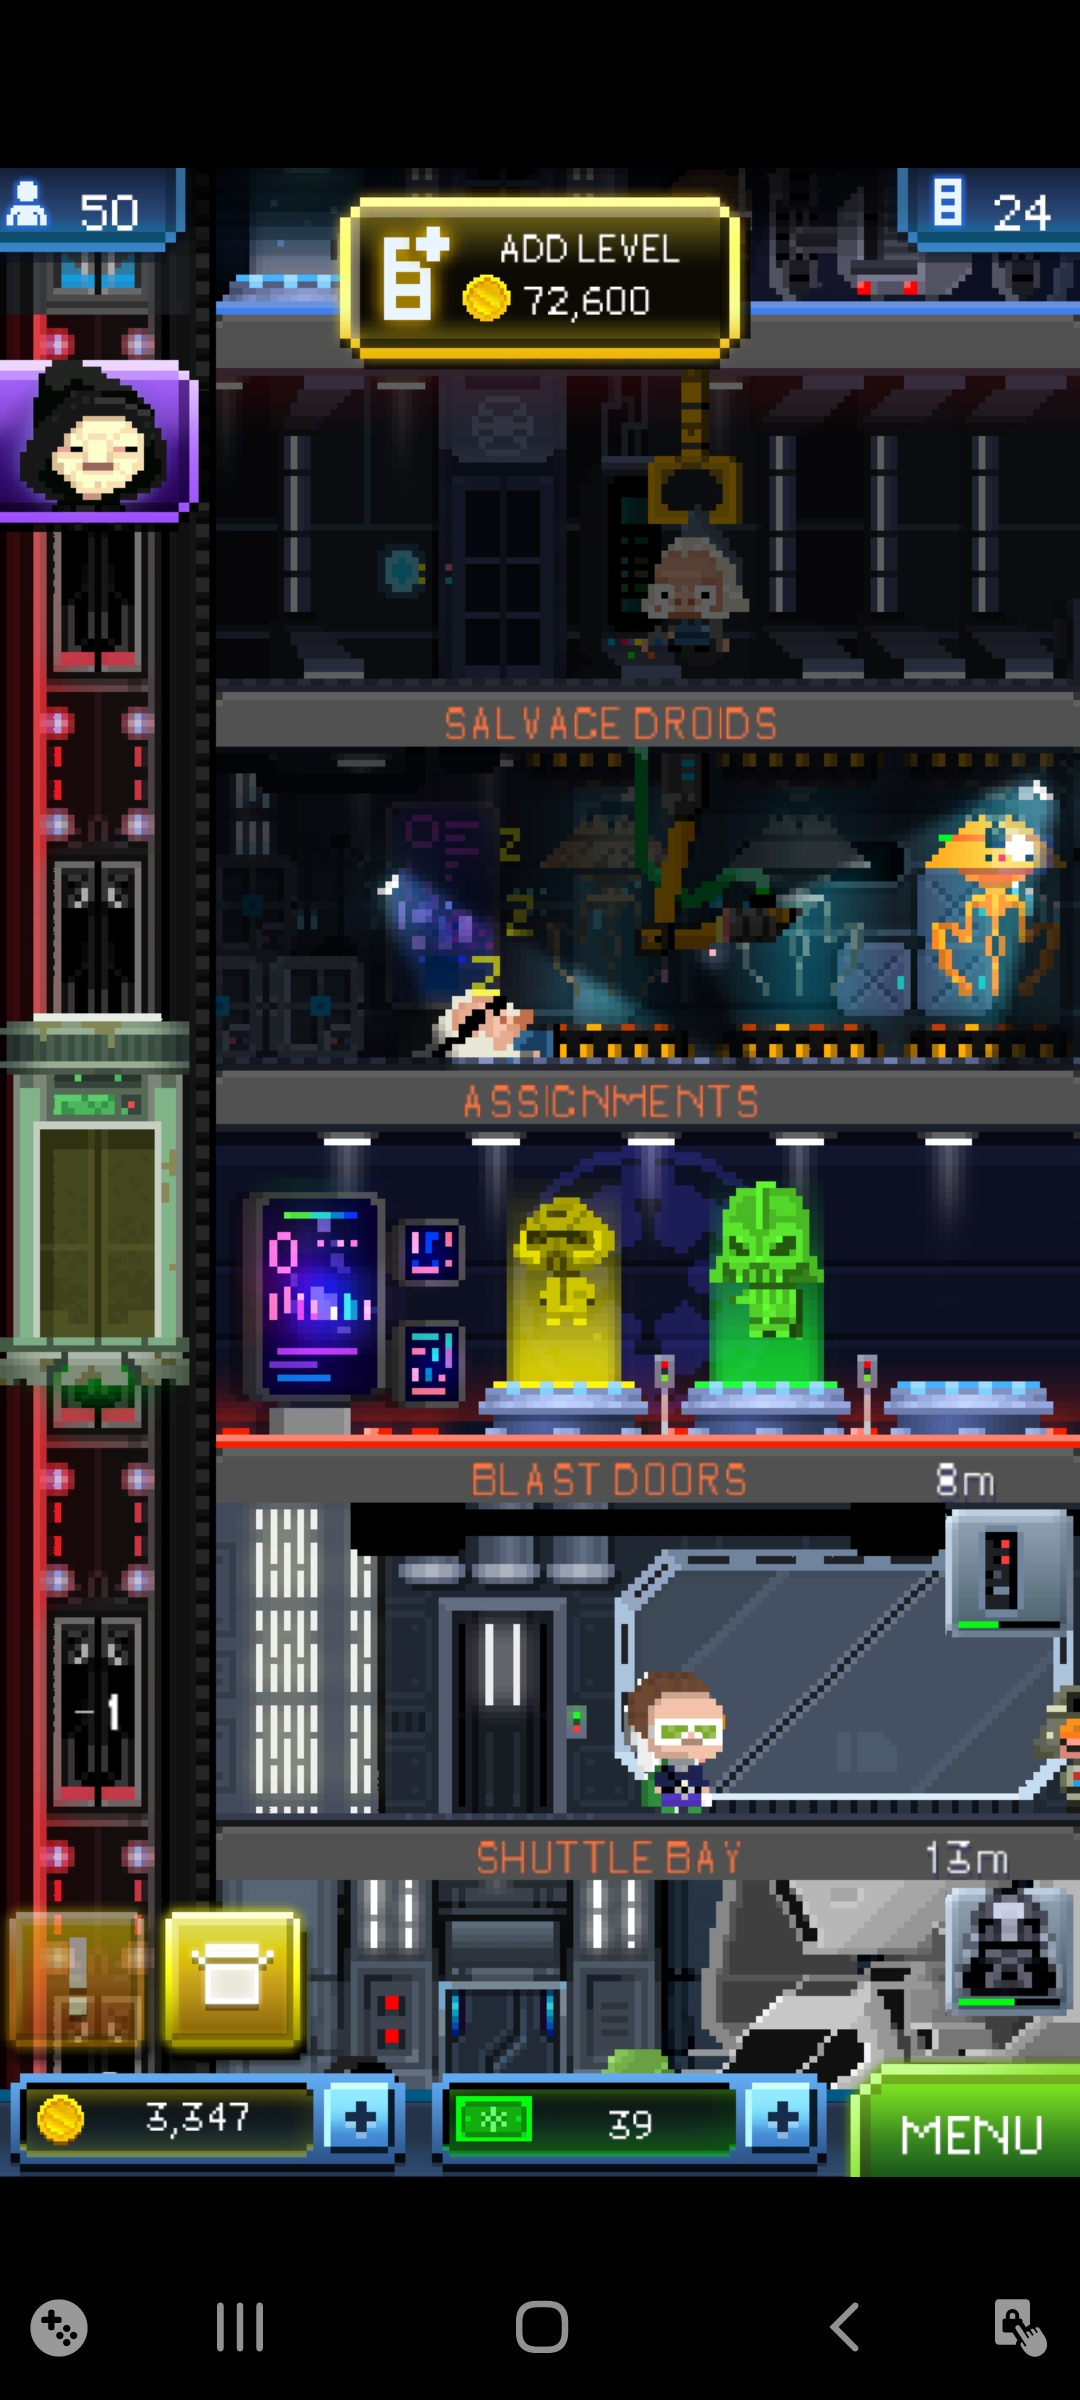 50
ADD LEVEL
72,600
24
SALVAGE DROIDS
Z
Z
Z
ASSIGNMENTS
BLAST DOORS
8m
-1
SHUTTLE BAY
13m
3,347
39
MENU